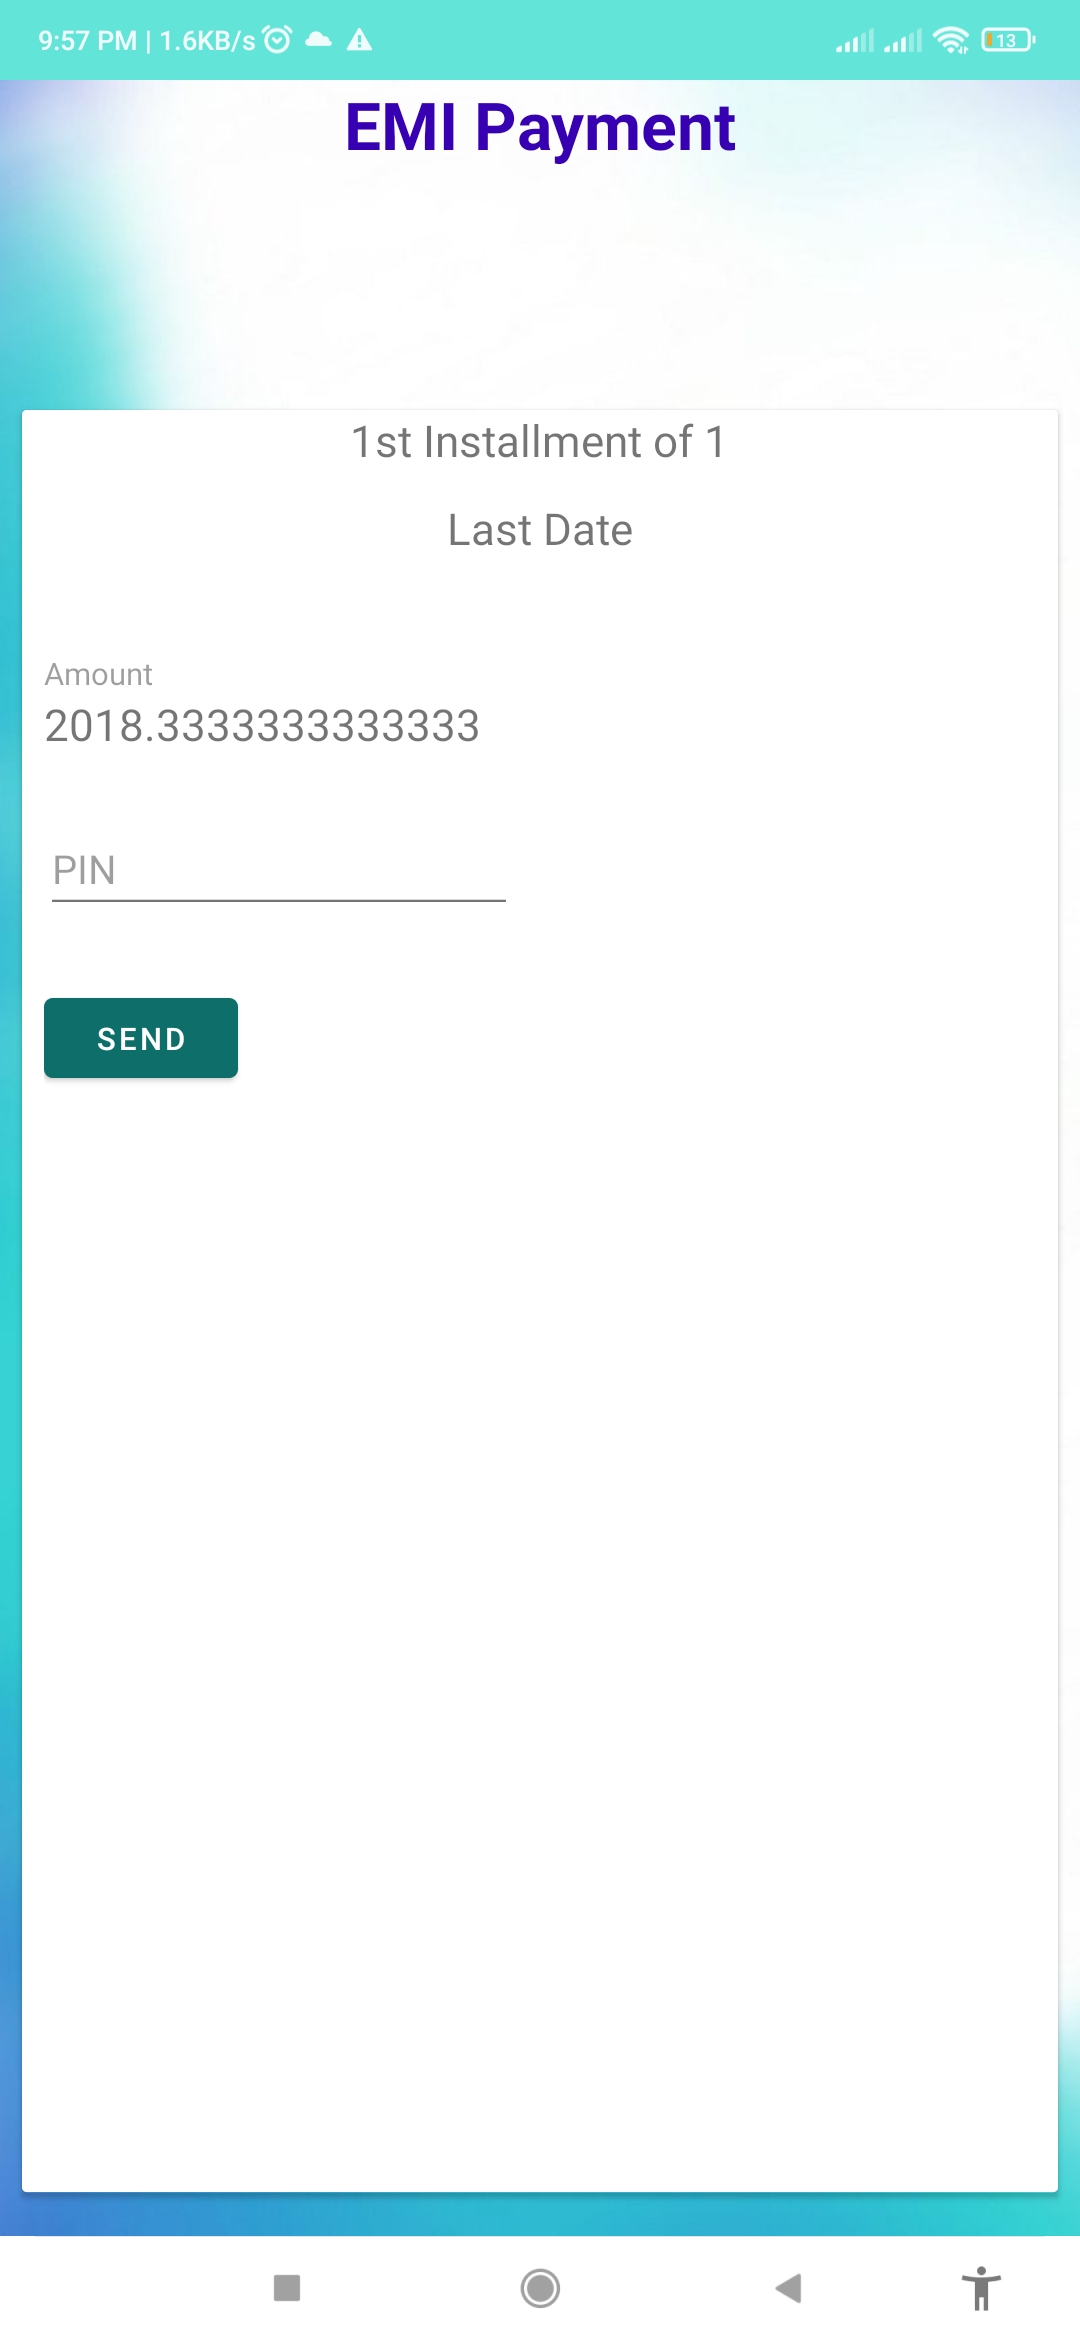 9:57 PM | 1.6KB/s
13
EMI Payment
1st Installment of 1
Last Date
Amount
2018.3333333333333
PIN
SEND